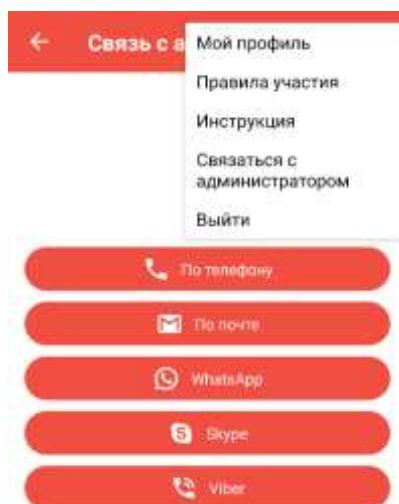 Связь с а
Мой профиль
Правила участия
Инструкция
Связаться с
администратором
Выйти
По телефону
По почте
WhatsApp
Skype
Viber